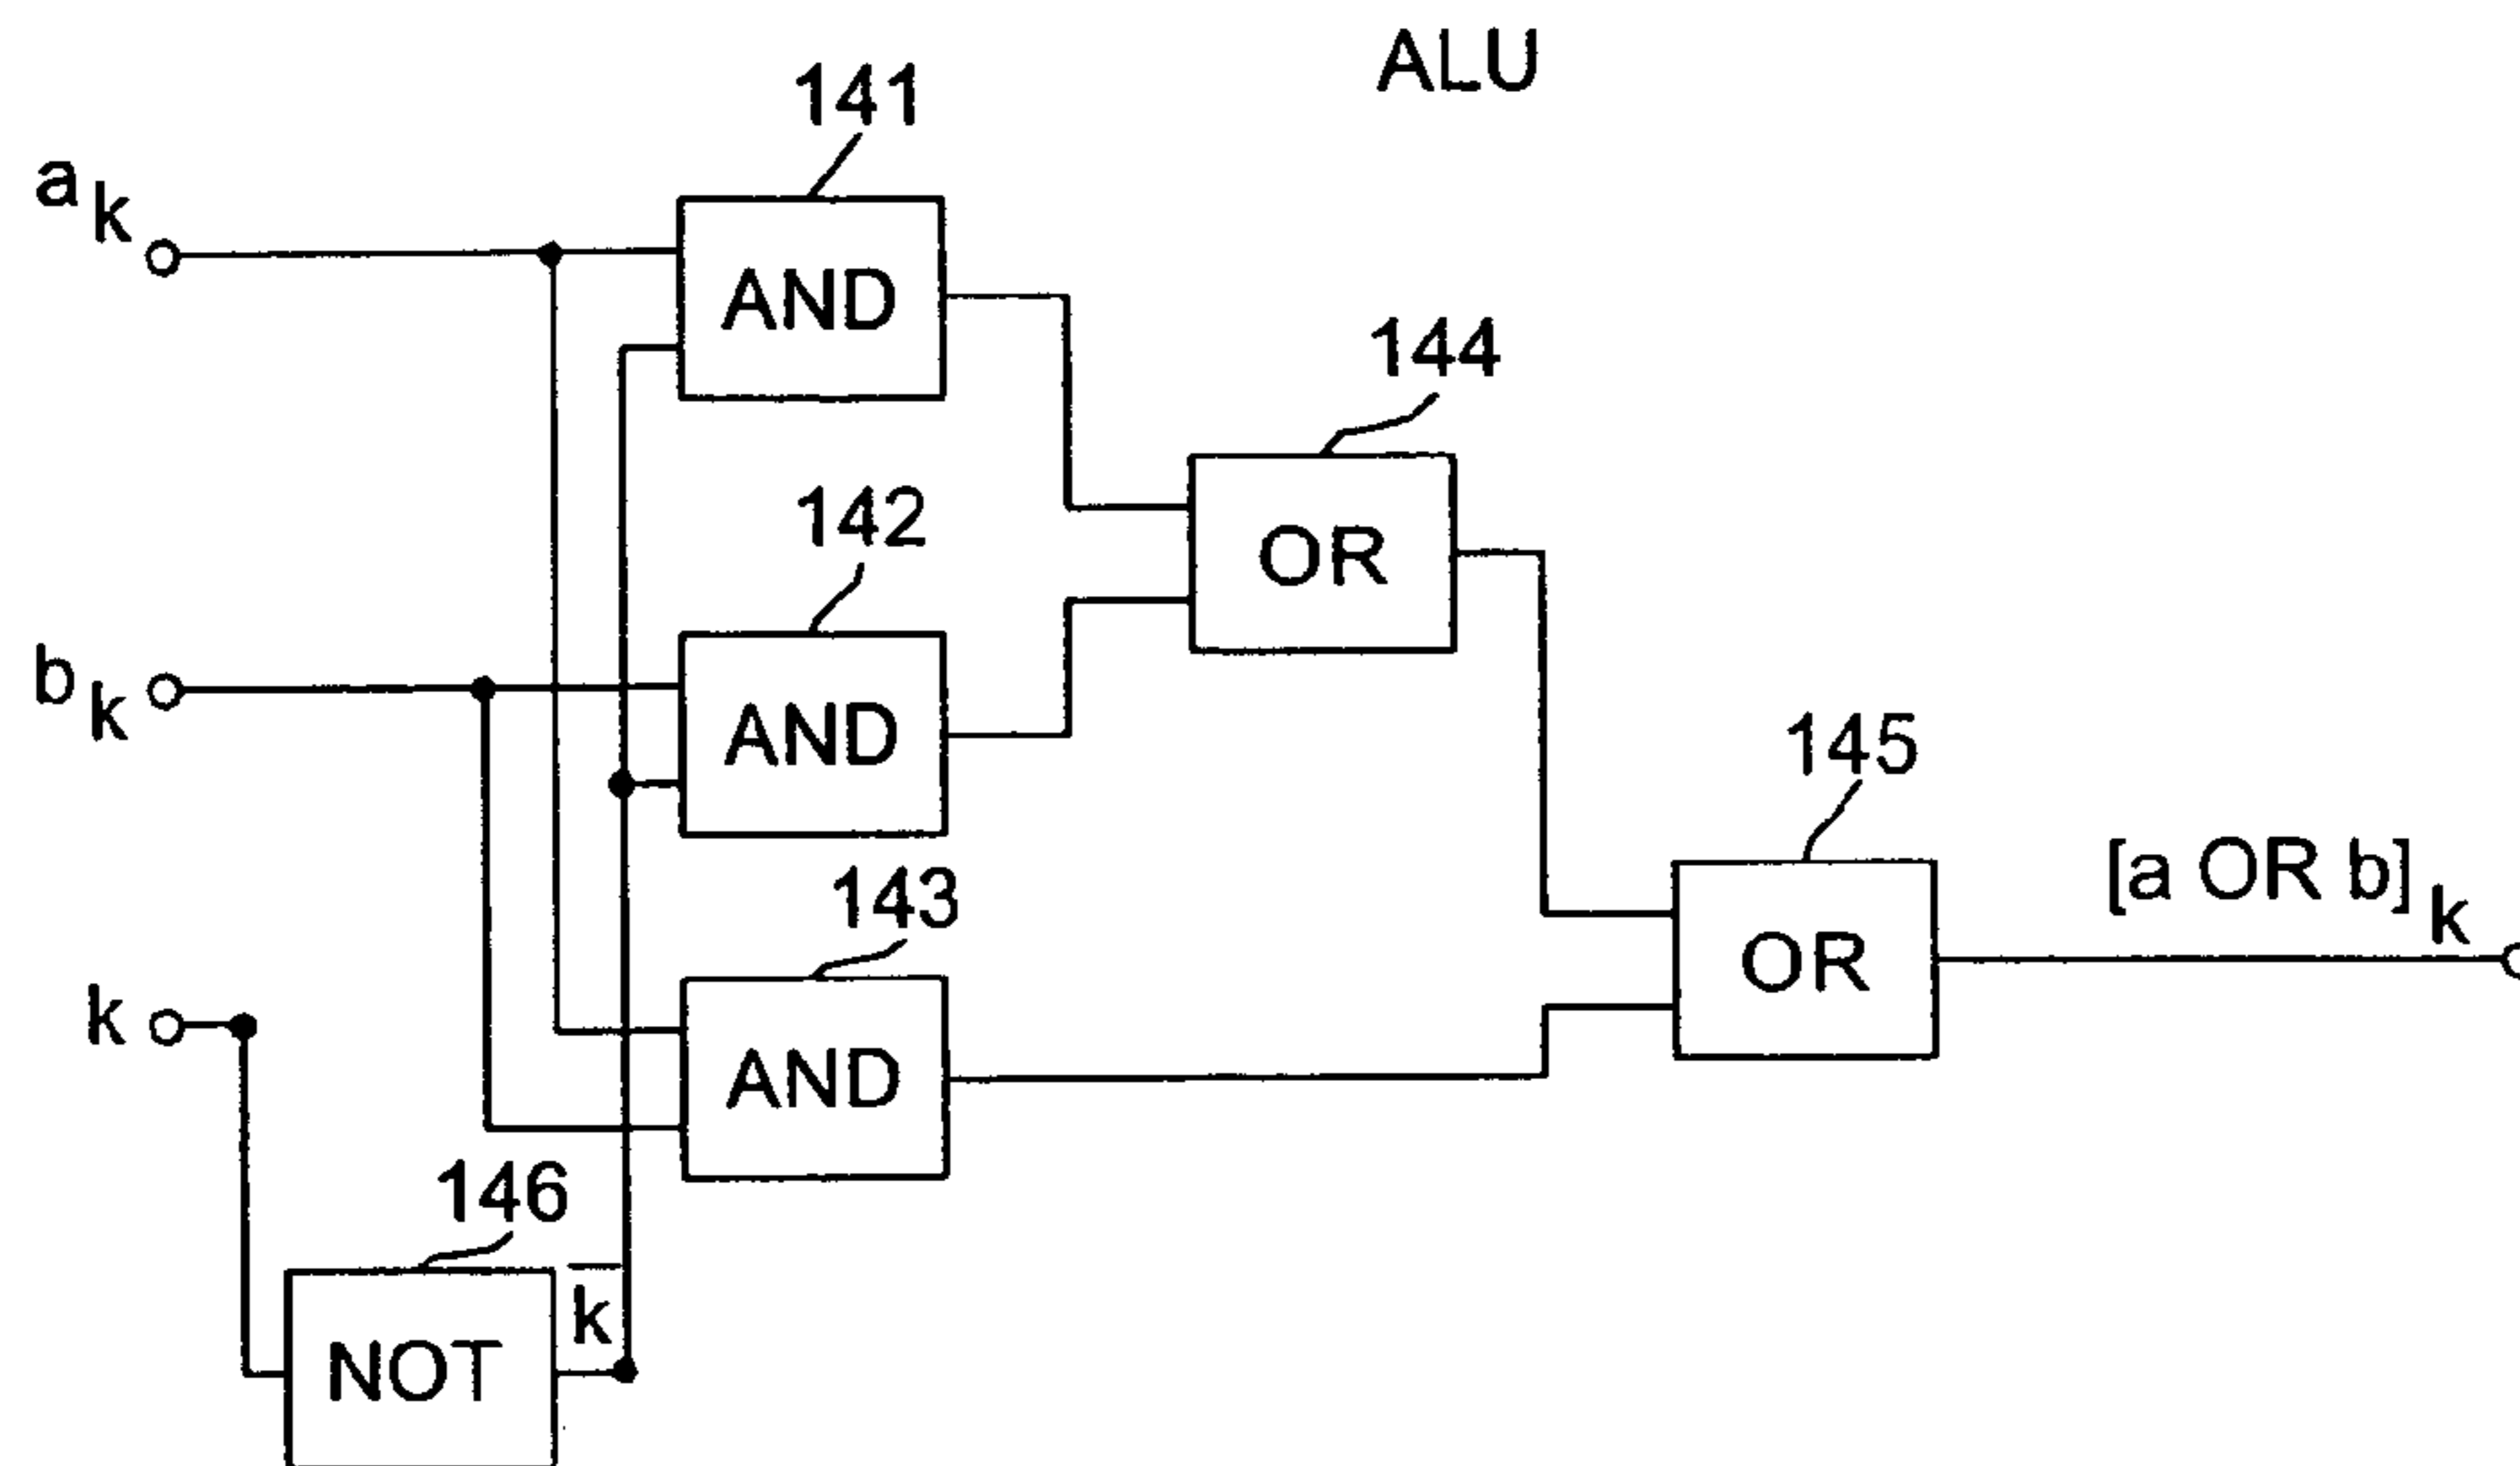 ALU
141
a k
AND
144
142
OR
b k
AND
145
143
[a OR b] k
OR
k
AND
146
k̅
NOT